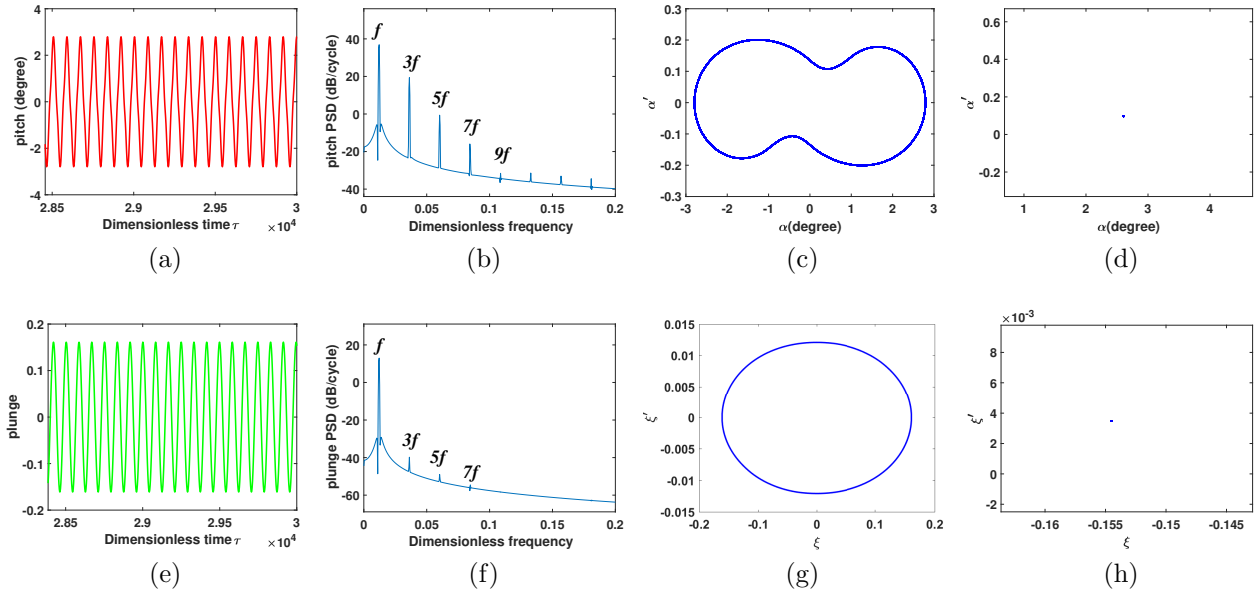 4
2
0
-2
-4
pitch (degree)
2.85 2.9 2.95 3
Dimensionless time τ ×10⁴
(a)
40
20
0
-20
-40
pitch PSD (dB/cycle)
f
3f
5f
7f
9f
0 0.05 0.1 0.15 0.2
Dimensionless frequency
(b)
0.3
0.2
0.1
0
-0.1
-0.2
-0.3
α′
-3 -2 -1 0 1 2 3
α(degree)
(c)
0.6
0.4
0.2
0
-0.2
α′
1 2 3 4
α(degree)
(d)
0.2
0.1
0
-0.1
-0.2
plunge
2.85 2.9 2.95 3
Dimensionless time τ ×10⁴
(e)
20
0
-20
-40
-60
plunge PSD (dB/cycle)
f
3f
5f
7f
0 0.05 0.1 0.15 0.2
Dimensionless frequency
(f)
0.015
0.01
0.005
0
-0.005
-0.01
-0.015
ξ′
-0.2 -0.1 0 0.1 0.2
ξ
(g)
×10⁻³
8
6
4
2
0
-2
ξ′
-0.16 -0.155 -0.15 -0.145
ξ
(h)